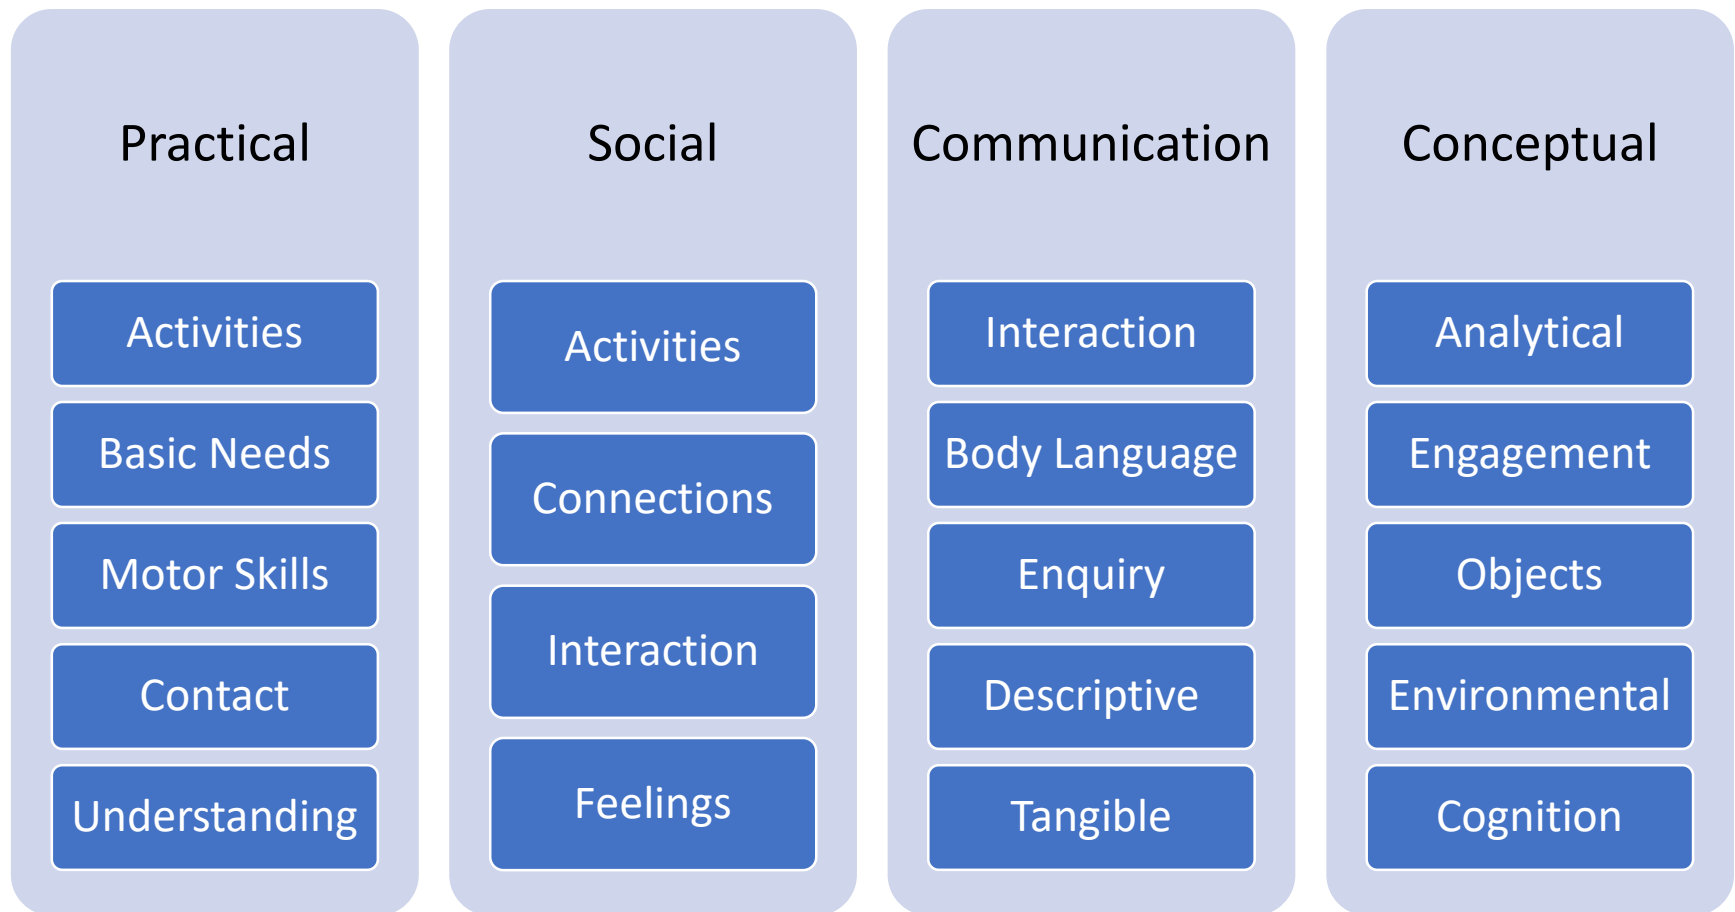 Practical
Activities
Basic Needs
Motor Skills
Contact
Understanding
Social
Activities
Connections
Interaction
Feelings
Communication
Interaction
Body Language
Enquiry
Descriptive
Tangible
Conceptual
Analytical
Engagement
Objects
Environmental
Cognition